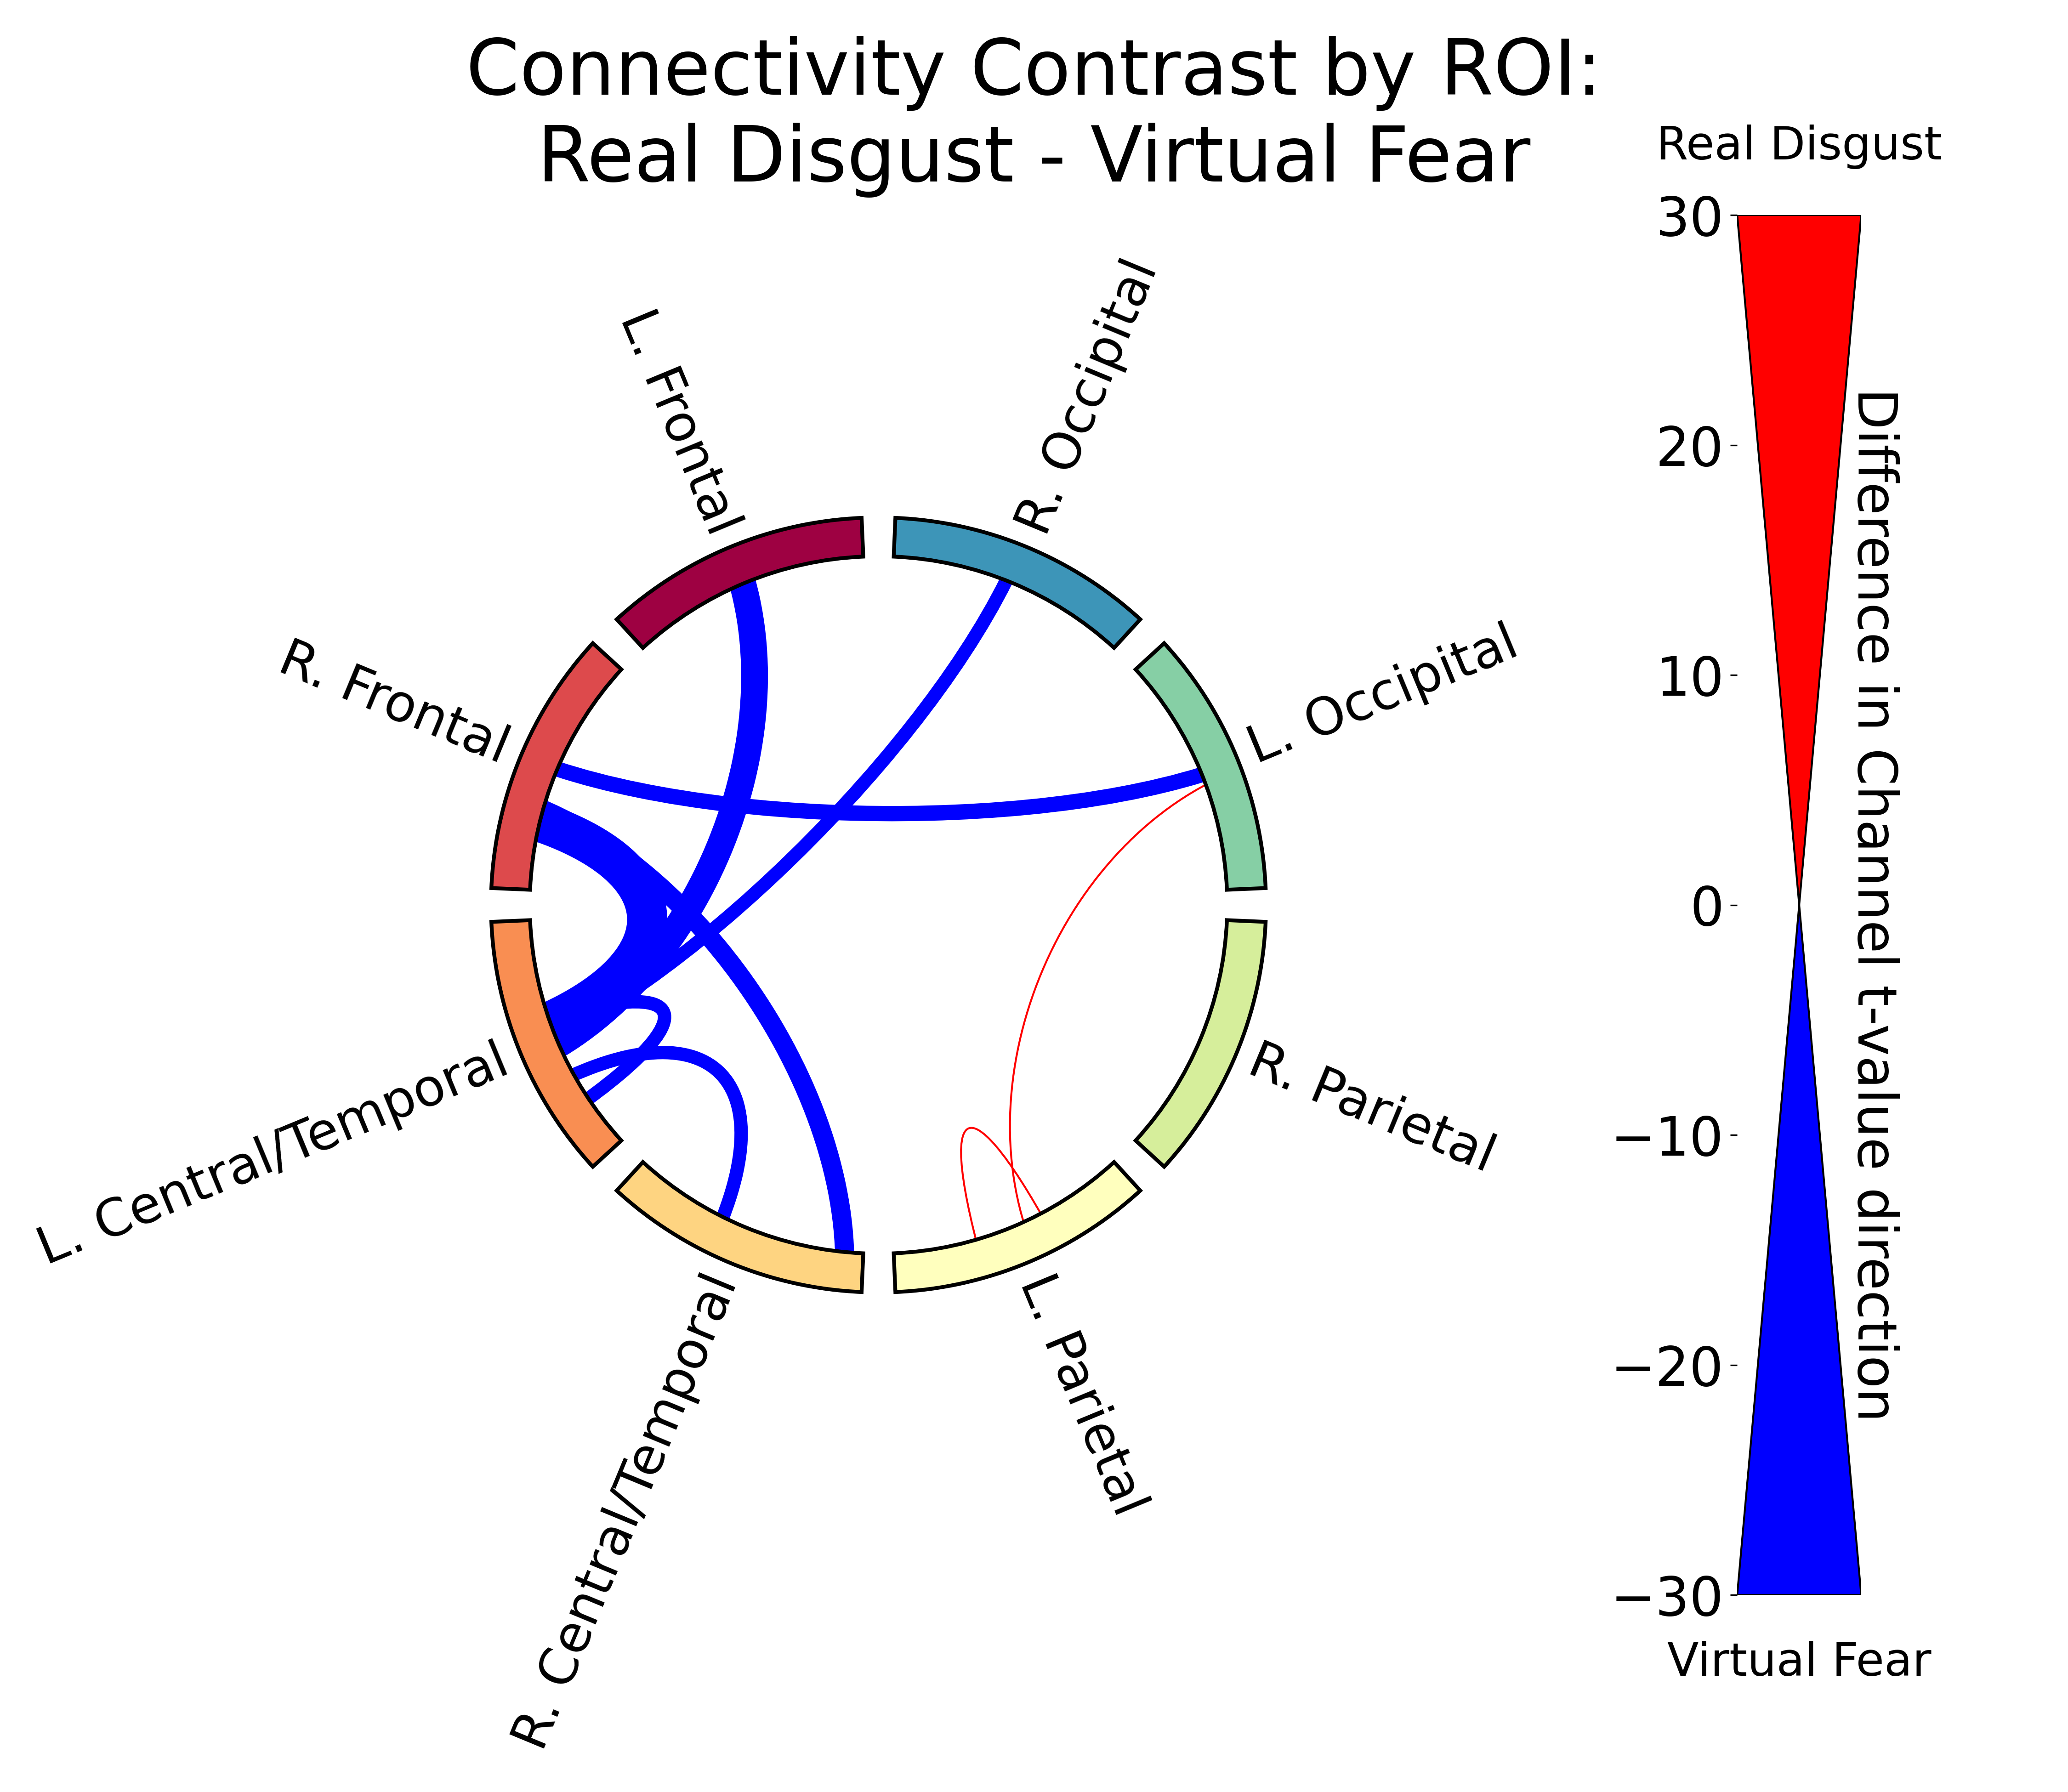 Connectivity Contrast by ROI:
Real Disgust - Virtual Fear
Real Disgust
30
20
10
0
−10
−20
−30
Virtual Fear
Difference in Channel t-value direction
L. Frontal
R. Occipital
R. Frontal
L. Occipital
L. Central/Temporal
R. Parietal
R. Central/Temporal
L. Parietal